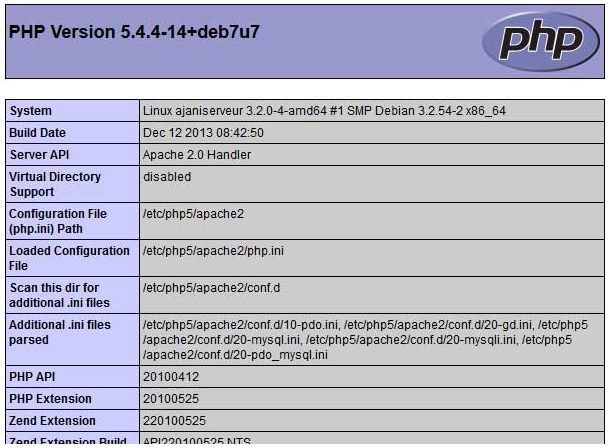 PHP Version 5.4.4-14+deb7u7
php
System Linux ajaniserveur 3.2.0-4-amd64 #1 SMP Debian 3.2.54-2 x86_64
Build Date Dec 12 2013 08:42:50
Server API Apache 2.0 Handler
Virtual Directory disabled
Support
Configuration File /etc/php5/apache2
(php.ini) Path
Loaded Configuration /etc/php5/apache2/php.ini
File
Scan this dir for /etc/php5/apache2/conf.d
additional .ini files
Additional .ini files /etc/php5/apache2/conf.d/10-pdo.ini, /etc/php5/apache2/conf.d/20-gd.ini, /etc/php5
parsed /apache2/conf.d/20-mysql.ini, /etc/php5/apache2/conf.d/20-mysqli.ini, /etc/php5
/apache2/conf.d/20-pdo_mysql.ini
PHP API 20100412
PHP Extension 20100525
Zend Extension 220100525
Zend Extension Build API220100525,NTS